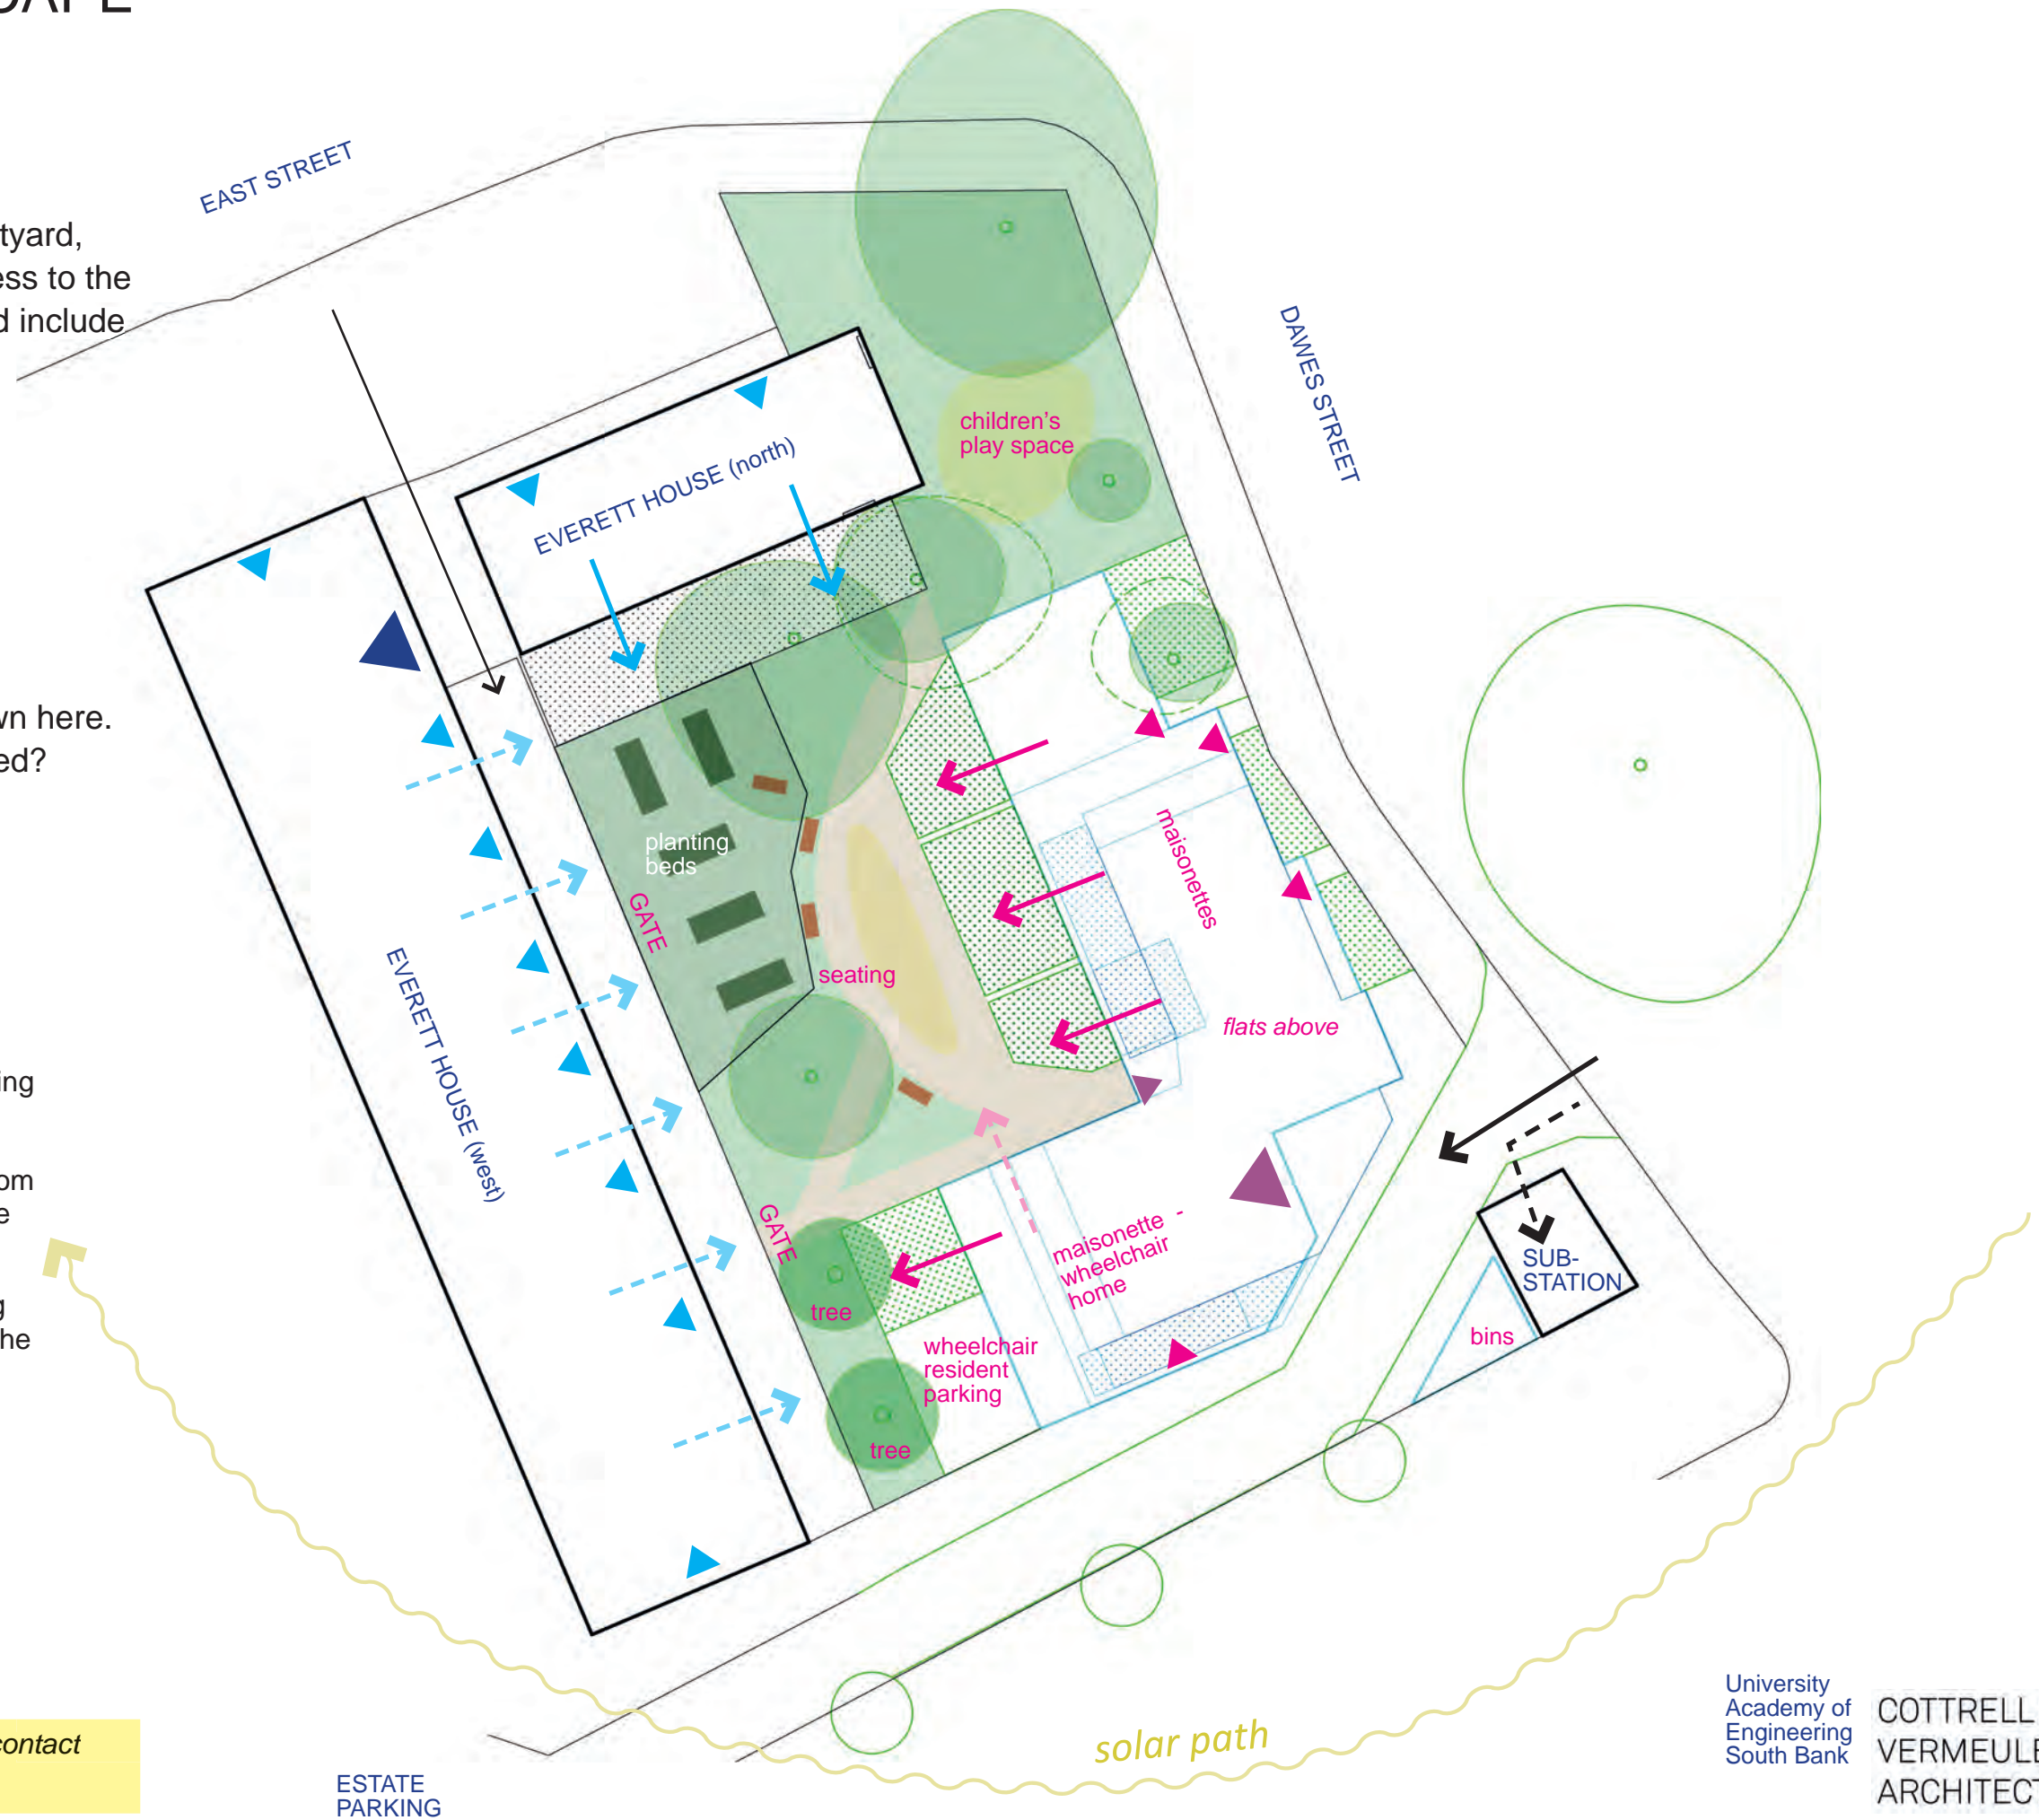 EAST STREET
tyard,
ess to the
d include
DAWES STREET
children's
play space
EVERETT HOUSE (north)
wn here.
ed?
planting
beds
GATE
maisonettes
seating
EVERETT HOUSE (west)
flats above
ing
om
e
g
he
GATE
maisonette -
wheelchair
home
SUB-
STATION
tree
bins
wheelchair
resident
parking
tree
solar path
contact
ESTATE
PARKING
University
Academy of
Engineering
South Bank
COTTRELL
VERMEULE
ARCHITECT